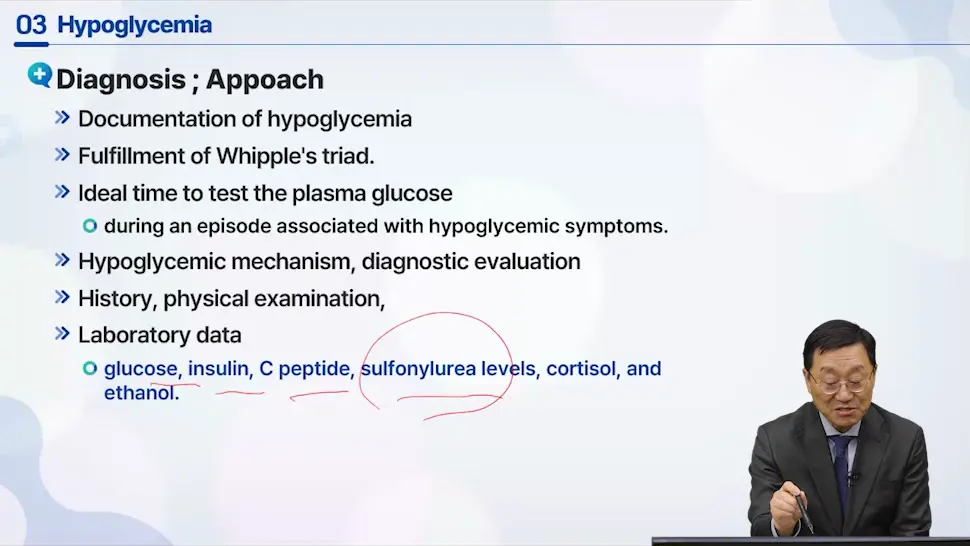 03 Hypoglycemia
Diagnosis ; Appoach
Documentation of hypoglycemia
Fulfillment of Whipple's triad.
Ideal time to test the plasma glucose
during an episode associated with hypoglycemic symptoms.
Hypoglycemic mechanism, diagnostic evaluation
History, physical examination,
Laboratory data
glucose, insulin, C peptide, sulfonylurea levels, cortisol, and
ethanol.